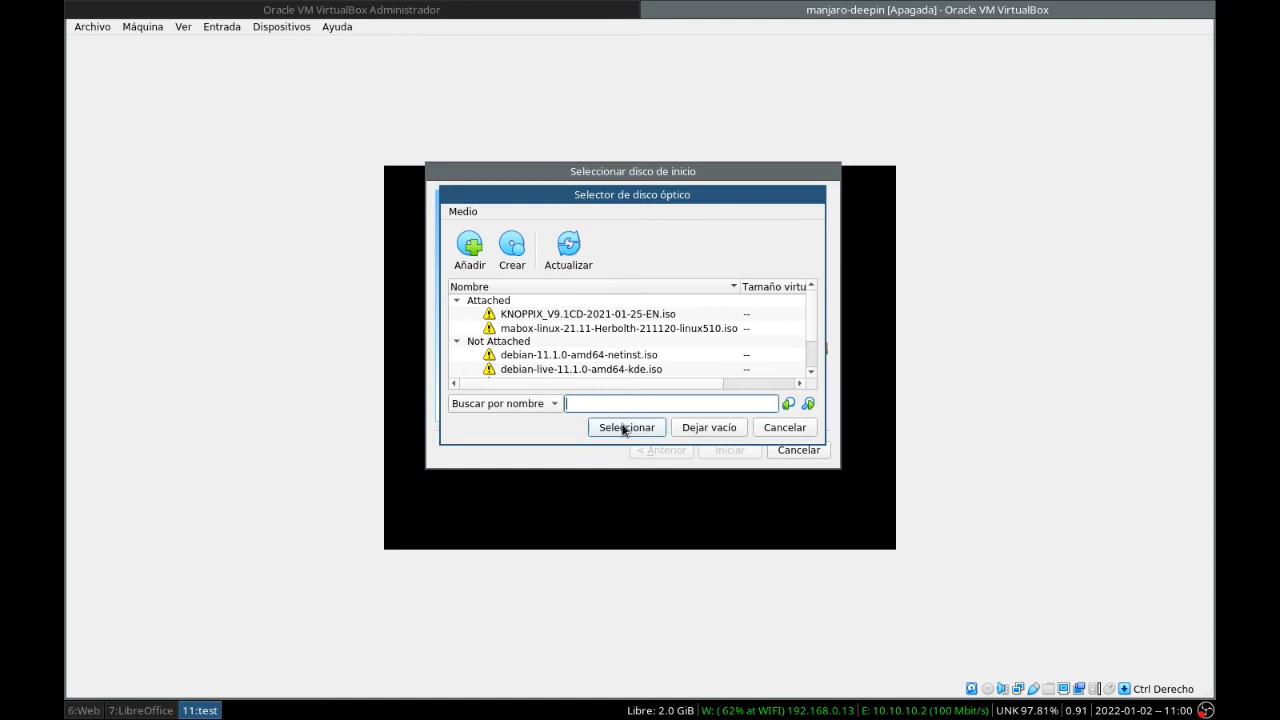 Oracle VM VirtualBox Administrador
manjaro-deepin [Apagada] - Oracle VM VirtualBox
Archivo Máquina Ver Entrada Dispositivos Ayuda
Seleccionar disco de inicio
Selector de disco óptico
Medio
Añadir Crear Actualizar
Nombre Tamaño virtu
Attached
KNOPPIX_V9.1CD-2021-01-25-EN.iso --
mabox-linux-21.11-Herbolth-211120-linux510.iso --
Not Attached
debian-11.1.0-amd64-netinst.iso --
debian-live-11.1.0-amd64-kde.iso --
Buscar por nombre
Seleccionar Dejar vacío Cancelar
< Anterior Iniciar Cancelar
Ctrl Derecho
6:Web 7:LibreOffice 11:test Libre: 2.0 GiB W: ( 62% at WIFI) 192.168.0.13 E: 10.10.10.2 (100 Mbit/s) UNK 97.81% 0.91 2022-01-02 -- 11:00